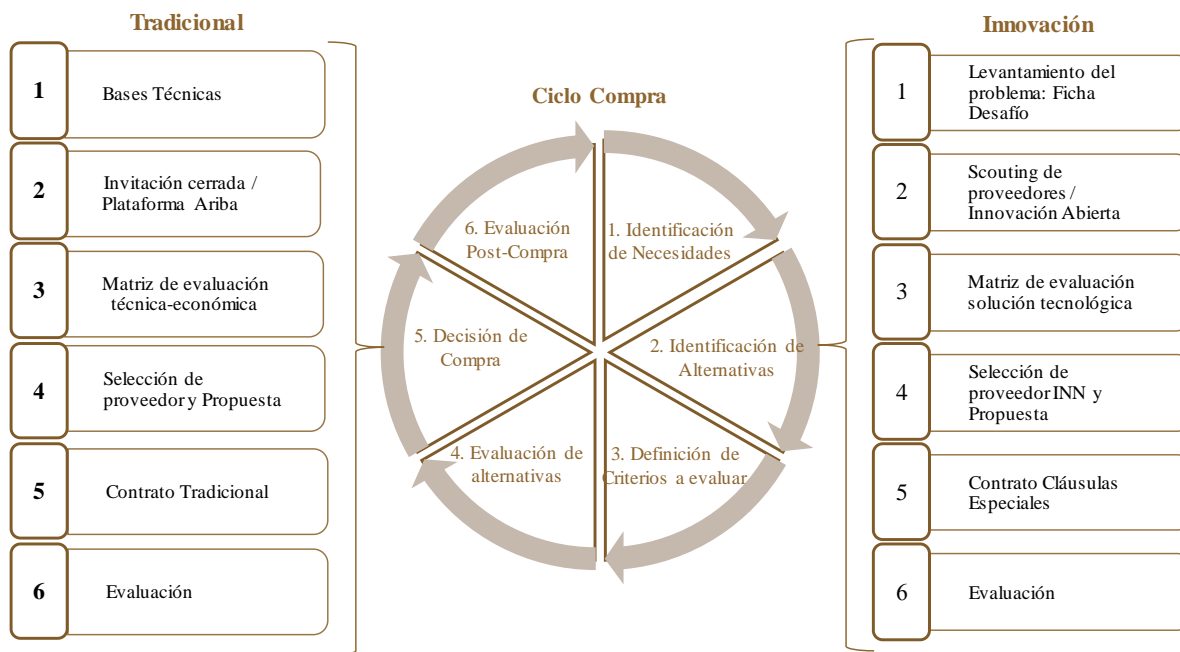 Tradicional
1
Bases Técnicas
2
Invitación cerrada /
Plataforma Ariba
3
Matriz de evaluación
técnica-económica
4
Selección de
proveedor y Propuesta
5
Contrato Tradicional
6
Evaluación
Ciclo Compra
1. Identificación
de Necesidades
2. Identificación de
Alternativas
3. Definición de
Criterios a evaluar
4. Evaluación de
alternativas
5. Decisión de
Compra
6. Evaluación
Post-Compra
Innovación
1
Levantamiento del
problema: Ficha
Desafío
2
Scouting de
proveedores /
Innovación Abierta
3
Matriz de evaluación
solución tecnológica
4
Selección de
proveedor INN y
Propuesta
5
Contrato Cláusulas
Especiales
6
Evaluación